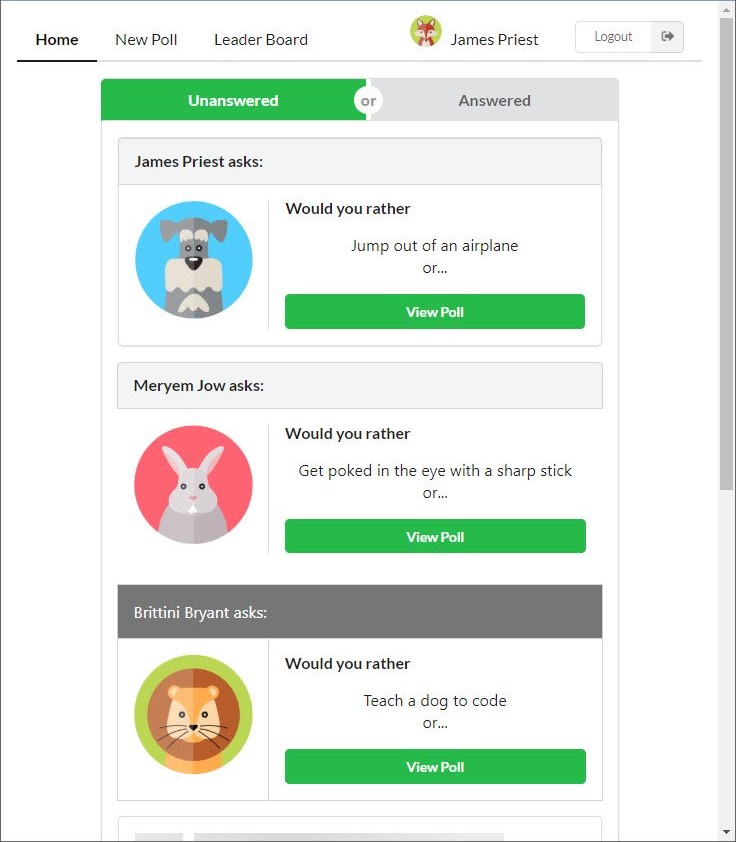 Home New Poll Leader Board James Priest Logout
Unanswered or Answered
James Priest asks:
Would you rather
Jump out of an airplane
or...
View Poll
Meryem Jow asks:
Would you rather
Get poked in the eye with a sharp stick
or...
View Poll
Brittini Bryant asks:
Would you rather
Teach a dog to code
or...
View Poll